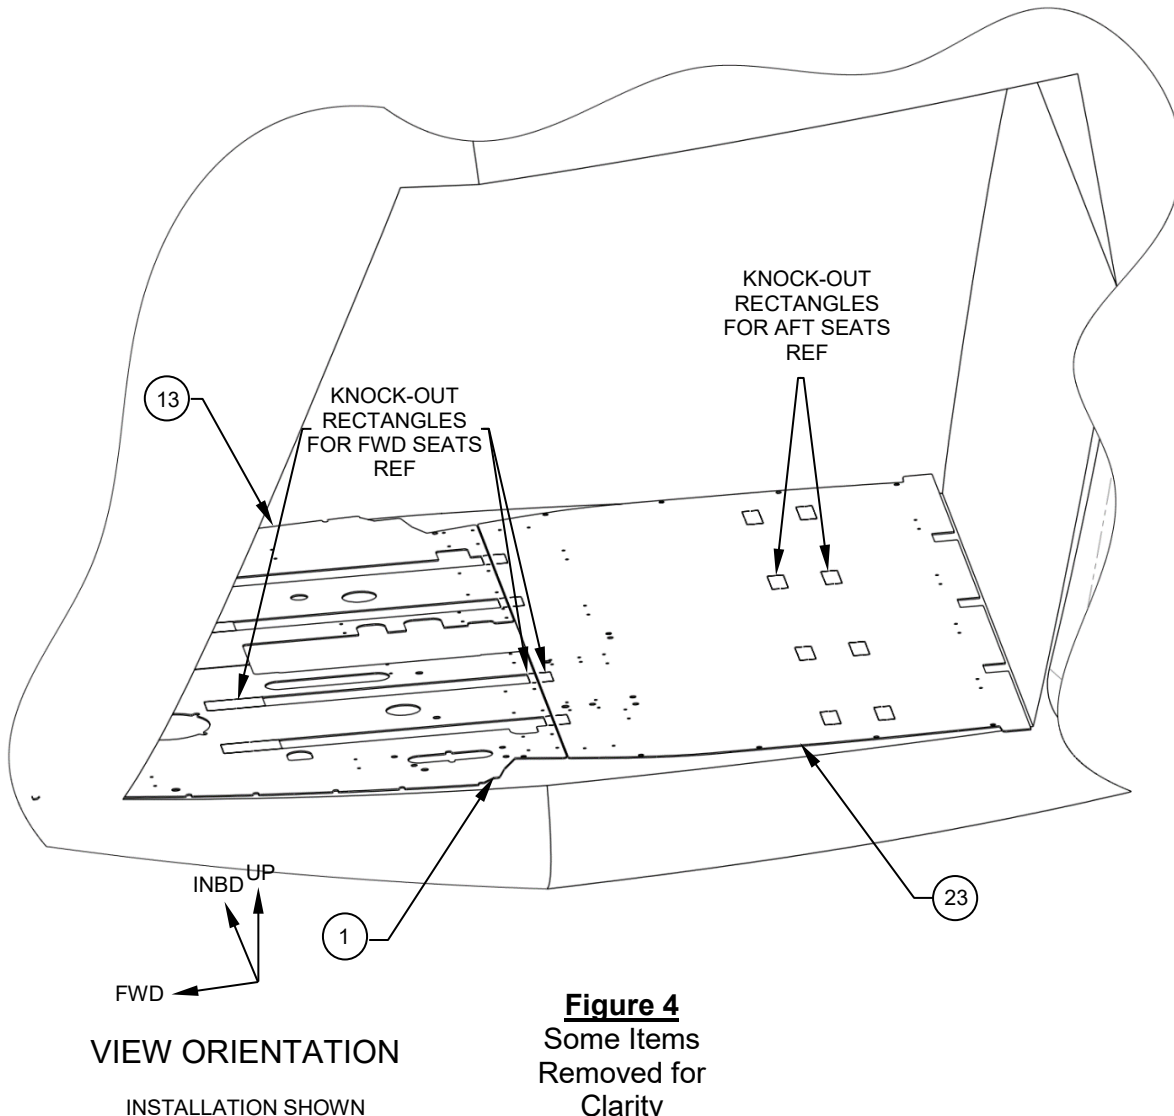 KNOCK-OUT
RECTANGLES
FOR AFT SEATS
REF
13
KNOCK-OUT
RECTANGLES
FOR FWD SEATS
REF
INBD
UP
FWD
1
23
VIEW ORIENTATION
INSTALLATION SHOWN
Figure 4
Some Items
Removed for
Clarity